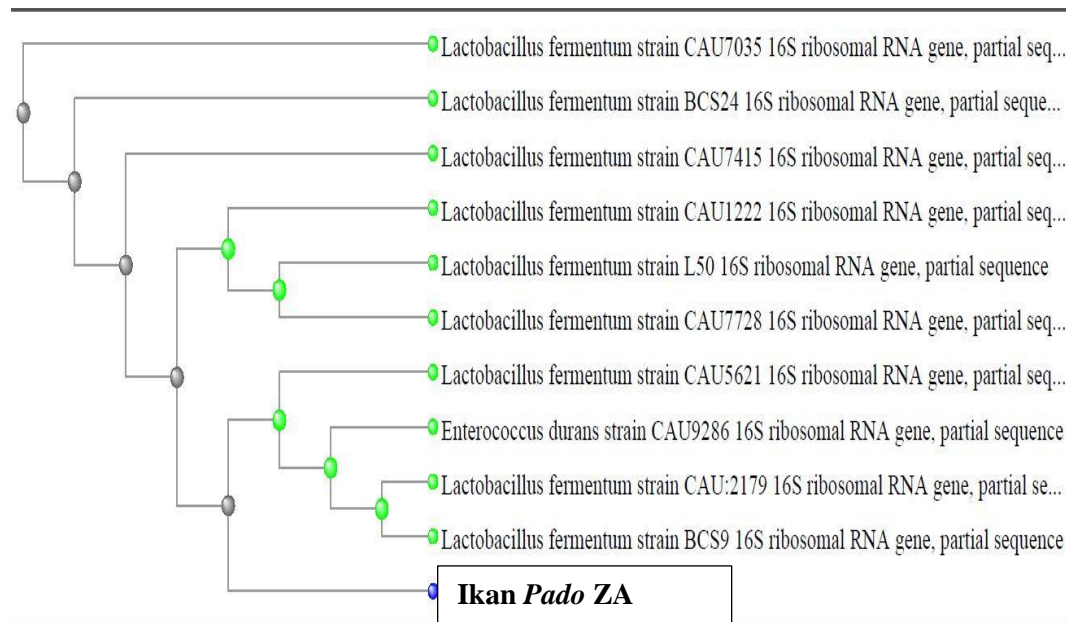 Lactobacillus fermentum strain CAU7035 16S ribosomal RNA gene, partial seq...
Lactobacillus fermentum strain BCS24 16S ribosomal RNA gene, partial seque...
Lactobacillus fermentum strain CAU7415 16S ribosomal RNA gene, partial seq...
Lactobacillus fermentum strain CAU1222 16S ribosomal RNA gene, partial seq...
Lactobacillus fermentum strain L50 16S ribosomal RNA gene, partial sequence
Lactobacillus fermentum strain CAU7728 16S ribosomal RNA gene, partial seq...
Lactobacillus fermentum strain CAU5621 16S ribosomal RNA gene, partial seq...
Enterococcus durans strain CAU9286 16S ribosomal RNA gene, partial sequence
Lactobacillus fermentum strain CAU:2179 16S ribosomal RNA gene, partial se...
Lactobacillus fermentum strain BCS9 16S ribosomal RNA gene, partial sequence
Ikan Pado ZA